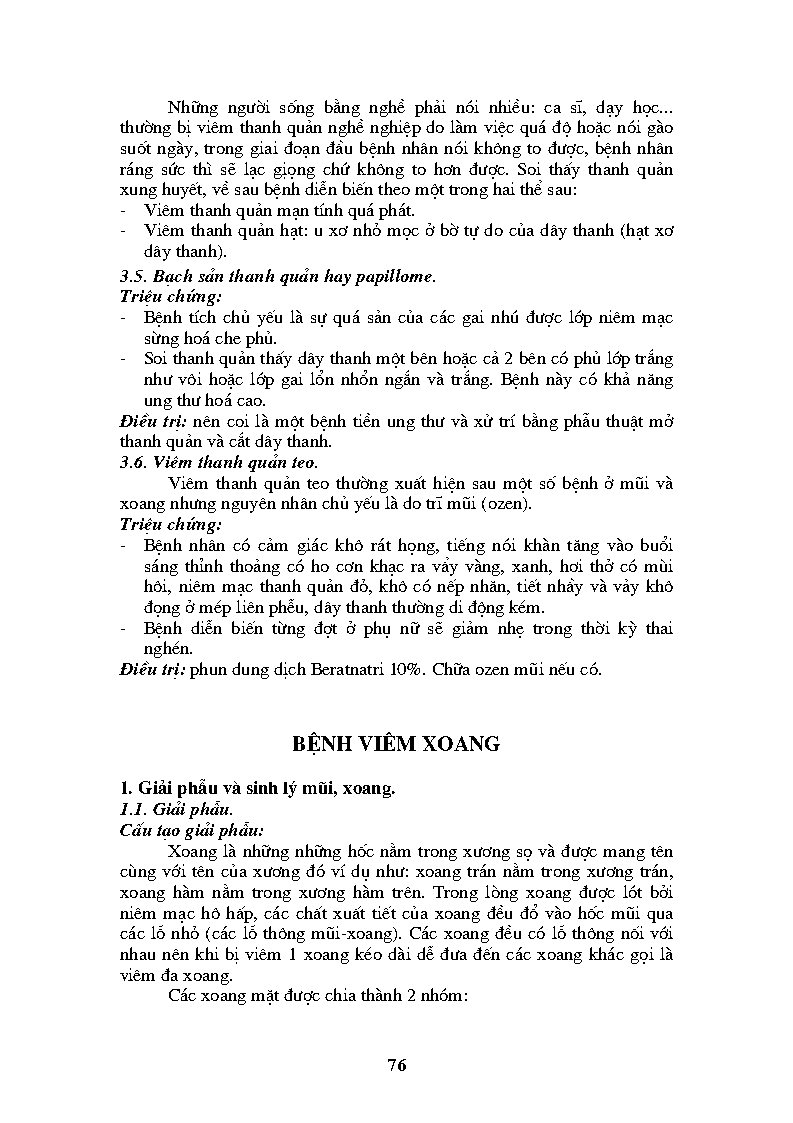 Những người sống bằng nghề phải nói nhiều: ca sĩ, dạy học...
thường bị viêm thanh quản nghề nghiệp do làm việc quá độ hoặc nói gào
suốt ngày, trong giai đoạn đầu bệnh nhân nói không to được, bệnh nhân
ráng sức thì sẽ lạc giọng chứ không to hơn được. Soi thấy thanh quản
xung huyết, về sau bệnh diễn biến theo một trong hai thể sau:
- Viêm thanh quản mạn tính quá phát.
- Viêm thanh quản hạt: u xơ nhỏ mọc ở bờ tự do của dây thanh (hạt xơ
dây thanh).
3.5. Bạch sản thanh quản hay papillome.
Triệu chứng:
- Bệnh tích chủ yếu là sự quá sản của các gai nhú được lớp niêm mạc
sừng hoá che phủ.
- Soi thanh quản thấy dây thanh một bên hoặc cả 2 bên có phủ lớp trắng
như vôi hoặc lớp gai lổn nhổn ngắn và trắng. Bệnh này có khả năng
ung thư hoá cao.
Điều trị: nên coi là một bệnh tiền ung thư và xử trí bằng phẫu thuật mở
thanh quản và cắt dây thanh.
3.6. Viêm thanh quản teo.
Viêm thanh quản teo thường xuất hiện sau một số bệnh ở mũi và
xoang nhưng nguyên nhân chủ yếu là do trĩ mũi (ozen).
Triệu chứng:
- Bệnh nhân có cảm giác khô rát họng, tiếng nói khàn tăng vào buổi
sáng thỉnh thoảng có ho cơn khạc ra vẩy vàng, xanh, hơi thở có mùi
hôi, niêm mạc thanh quản đỏ, khô có nếp nhăn, tiết nhầy và vảy khô
đọng ở mép liên phễu, dây thanh thường di động kém.
- Bệnh diễn biến từng đợt ở phụ nữ sẽ giảm nhẹ trong thời kỳ thai
nghén.
Điều trị: phun dung dịch Beratnatri 10%. Chữa ozen mũi nếu có.
BỆNH VIÊM XOANG
1. Giải phẫu và sinh lý mũi, xoang.
1.1. Giải phẫu.
Cấu tạo giải phẫu:
Xoang là những những hốc nằm trong xương sọ và được mang tên
cùng với tên của xương đó ví dụ như: xoang trán nằm trong xương trán,
xoang hàm nằm trong xương hàm trên. Trong lòng xoang được lót bởi
niêm mạc hô hấp, các chất xuất tiết của xoang đều đổ vào hốc mũi qua
các lỗ nhỏ (các lỗ thông mũi-xoang). Các xoang đều có lỗ thông nối với
nhau nên khi bị viêm 1 xoang kéo dài dễ đưa đến các xoang khác gọi là
viêm đa xoang.
Các xoang mặt được chia thành 2 nhóm:
76